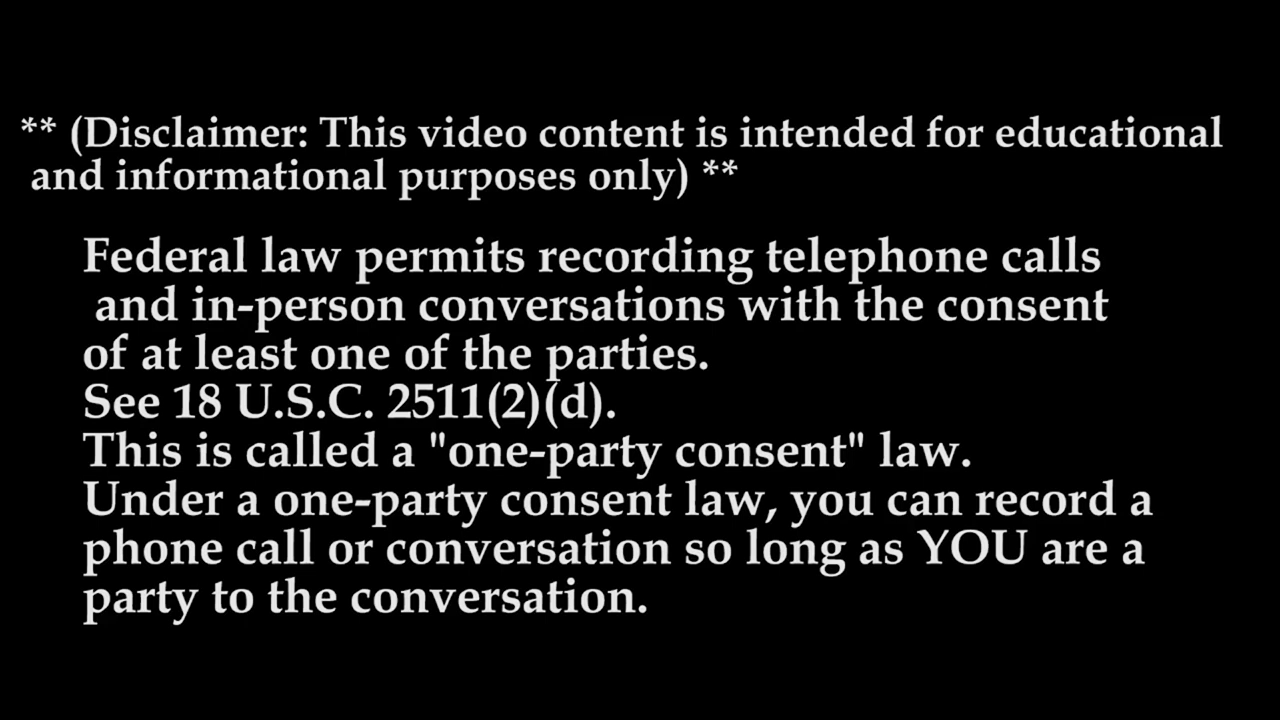 ** (Disclaimer: This video content is intended for educational
and informational purposes only) **
Federal law permits recording telephone calls
and in-person conversations with the consent
of at least one of the parties.
See 18 U.S.C. 2511(2)(d).
This is called a "one-party consent" law.
Under a one-party consent law, you can record a
phone call or conversation so long as YOU are a
party to the conversation.